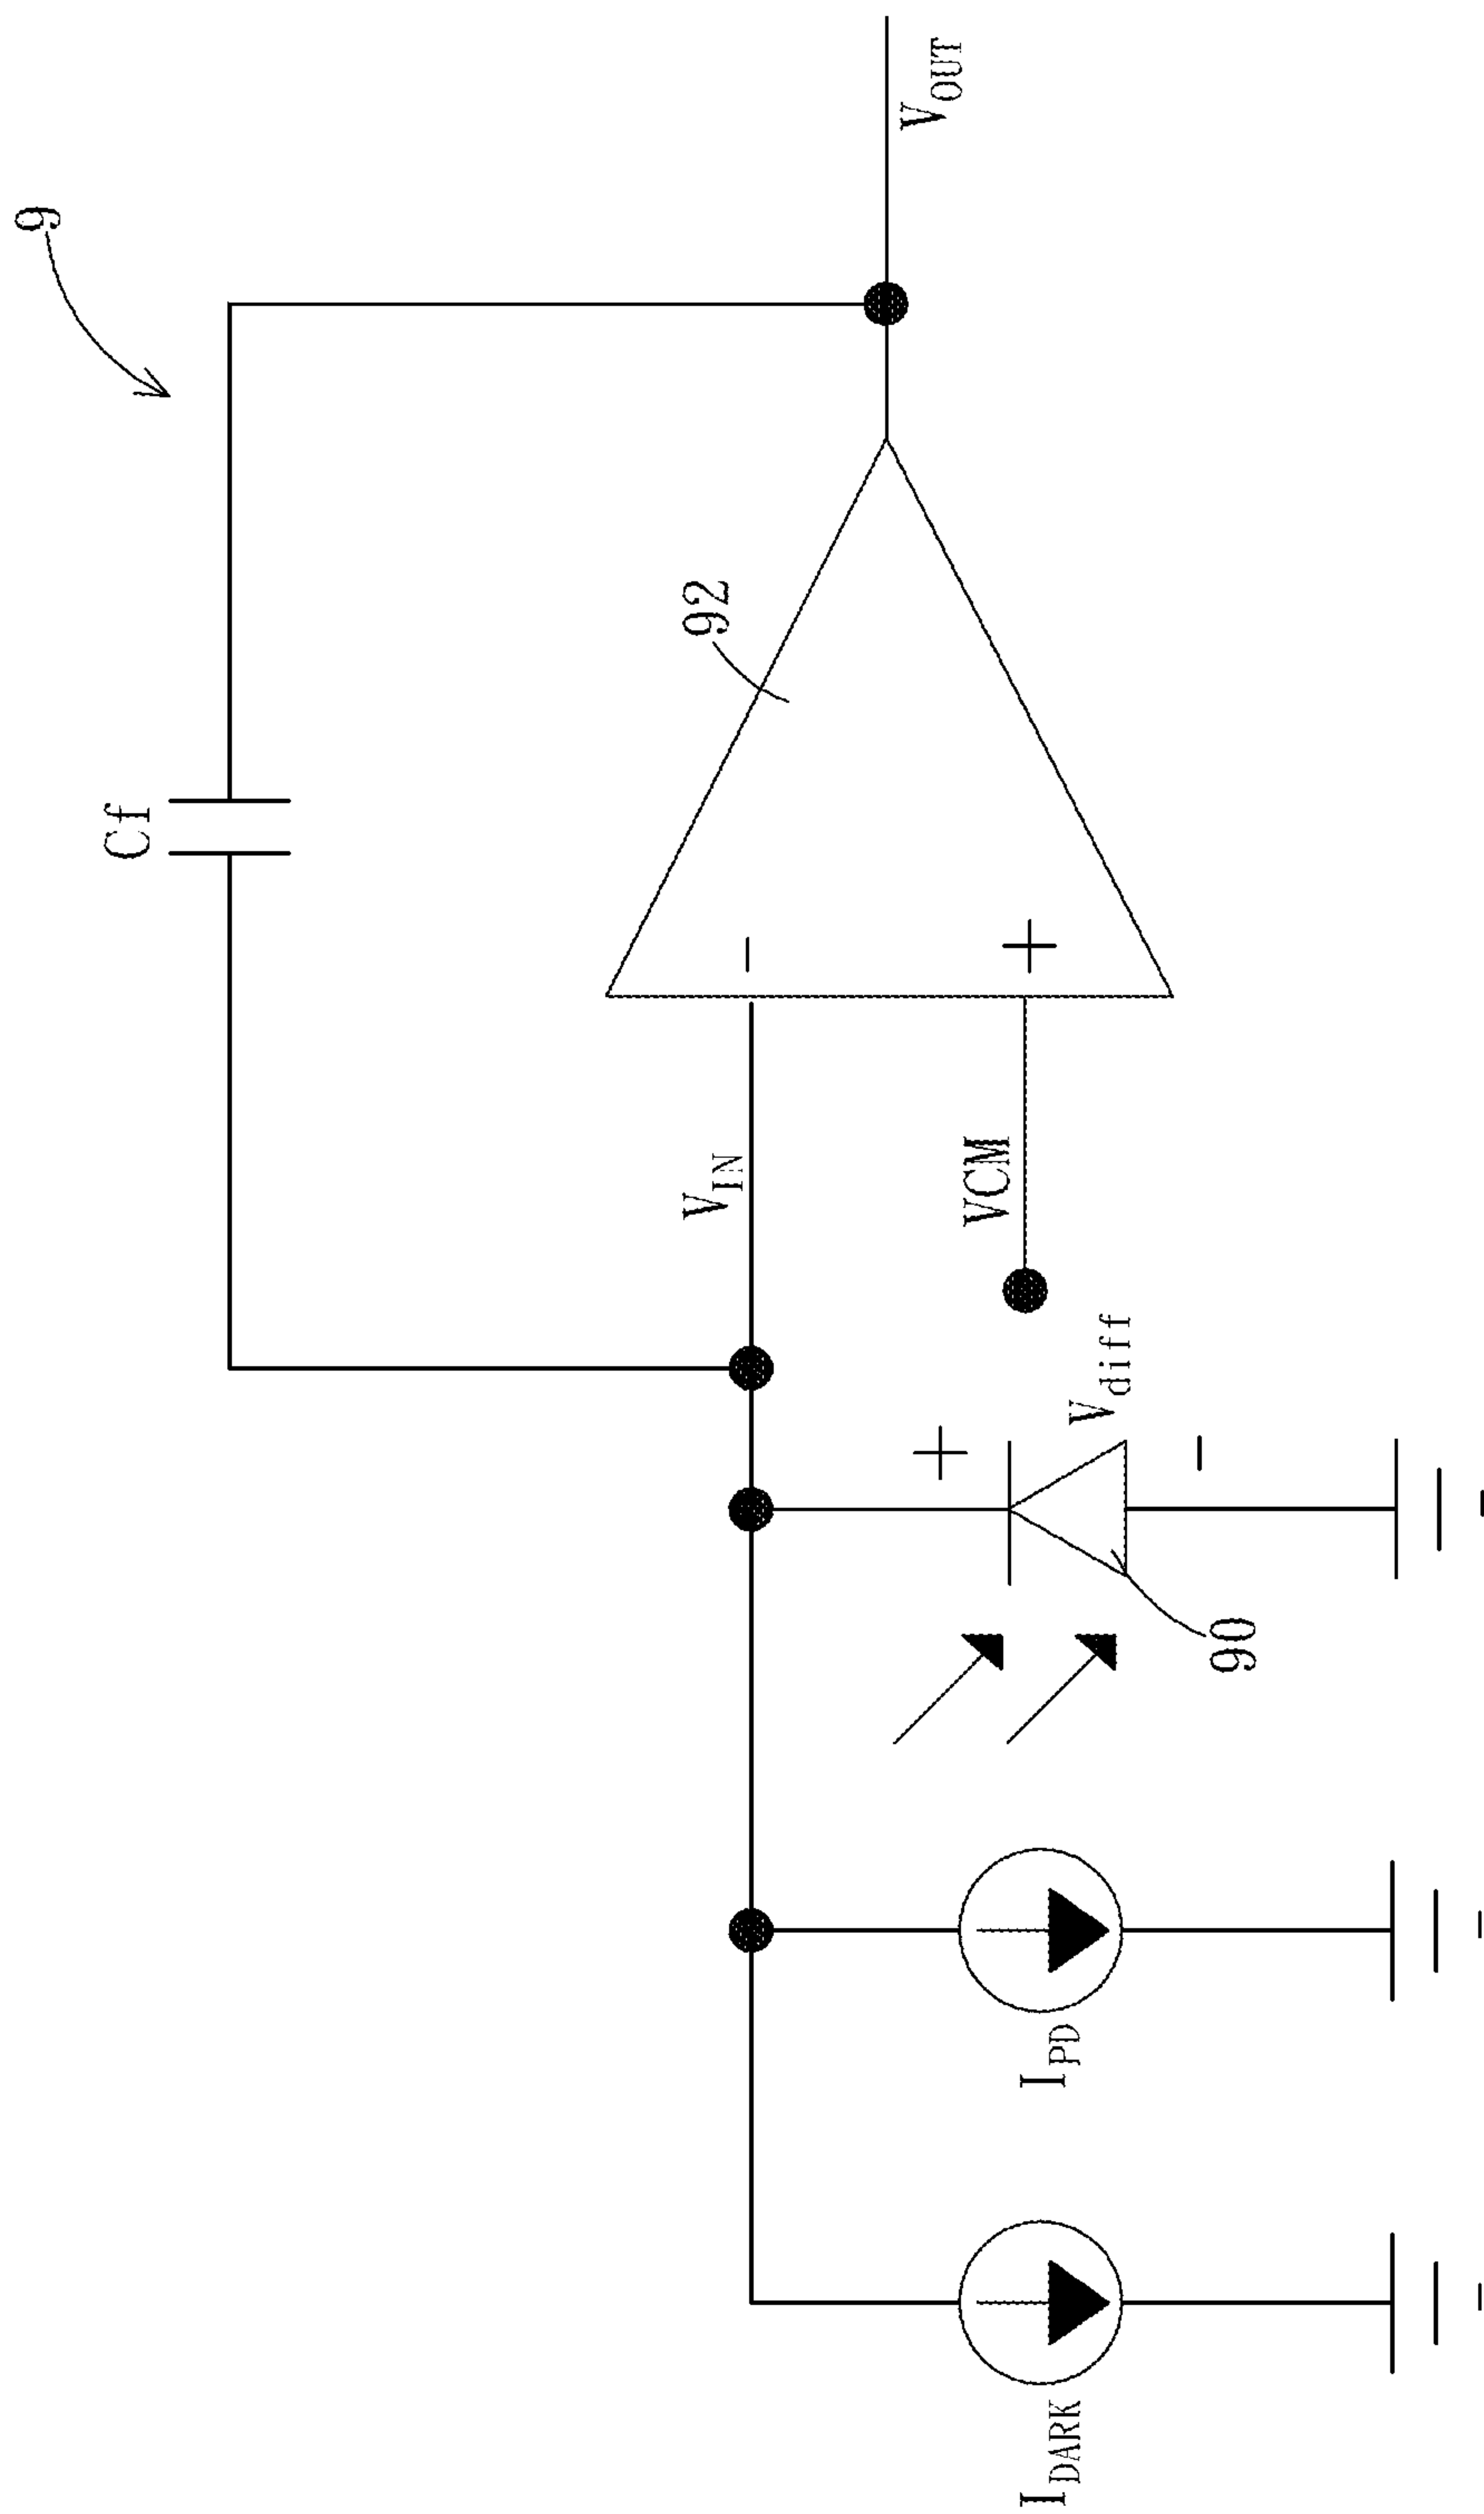 9
Cf
92
V_OUT
V_IN
-
+
VCM
+
V_diff
-
90
I_PD
I_DARK